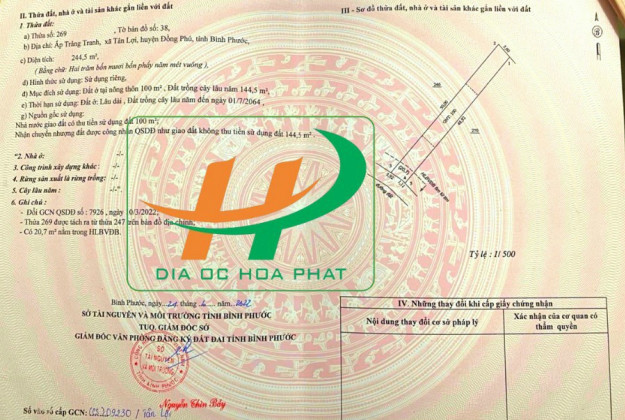 II. Thửa đất, nhà ở và tài sản khác gắn liền với đất
1. Thửa đất:
a) Thửa số: 269 , Tờ bản đồ số: 38,
b) Địa chỉ: Ấp Trảng Tranh, xã Tân Lợi, huyện Đồng Phú, tỉnh Bình Phước,
c) Diện tích: 244,5 m²,
( Bằng chữ: Hai trăm bốn mươi bốn phẩy năm mét vuông ),
d) Hình thức sử dụng: Sử dụng riêng,
đ) Mục đích sử dụng: Đất ở tại nông thôn 100 m² , Đất trồng cây lâu năm 144,5 m²,
e) Thời hạn sử dụng: Đất ở: Lâu dài , Đất trồng cây lâu năm đến ngày 01/7/2064 ,
g) Nguồn gốc sử dụng:
Nhà nước giao đất có thu tiền sử dụng đất 100 m²;
Nhận chuyển nhượng đất được công nhận QSDĐ như giao đất không thu tiền sử dụng đất 144,5 m² .
*2. Nhà ở: -/-
3. Công trình xây dựng khác: -/-
4. Rừng sản xuất là rừng trồng: -/-
5. Cây lâu năm : -/-*.
6. Ghi chú :
- Đổi GCN QSDĐ số : 7926 , ngày 0/3/2022;
- Thửa 269 được tách ra từ thửa 247 trên bản đồ địa chính,
- Có 20,7 m² nằm trong HLBVĐB.
DIA OC HOA PHAT
Bình Phước, ngày 21 tháng năm 2022
SỞ TÀI NGUYÊN VÀ MÔI TRƯỜNG TỈNH BÌNH PHƯỚC
TUQ. GIÁM ĐỐC SỞ
GIÁM ĐỐC VĂN PHÒNG ĐĂNG KÝ ĐẤT ĐAI TỈNH BÌNH PHƯỚC
SỞ
TÀI NGUYÊN
VÀ MÔI TRƯỜNG
Nguyễn Thìn Bảy
Số vào sổ cấp GCN: (CS) 09230 / Tân Lợi
III - Sơ đồ thửa đất, nhà ở và tài sản khác gắn liền với đất
Tỷ lệ : 1/ 500
IV. Những thay đổi khi cấp giấy chứng nhận
Nội dung thay đổi cơ sở pháp lý
Xác nhận của cơ quan có
thẩm quyền